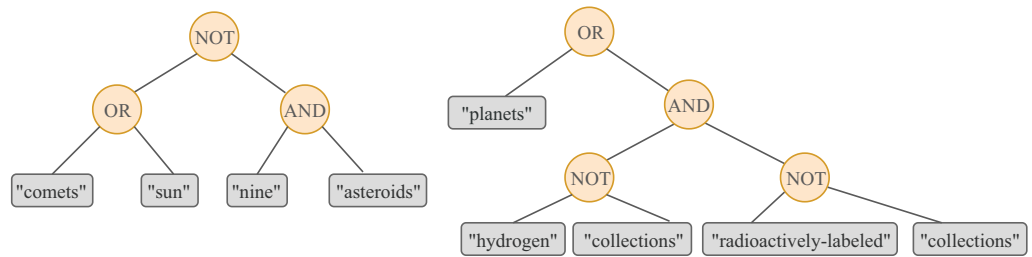 NOT
OR
AND
"comets"
"sun"
"nine"
"asteroids"
OR
"planets"
AND
NOT
NOT
"hydrogen"
"collections"
"radioactively-labeled"
"collections"